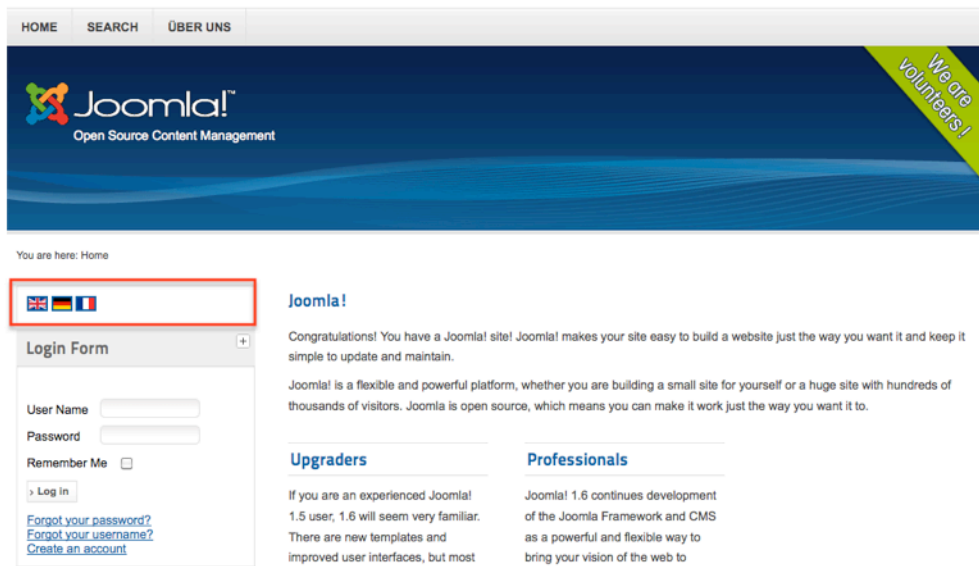 HOME SEARCH ÜBER UNS
We are
volunteers!
Joomla!™
Open Source Content Management
You are here: Home
Login Form
User Name
Password
Remember Me
› Log in
Forgot your password?
Forgot your username?
Create an account
Joomla!
Congratulations! You have a Joomla! site! Joomla! makes your site easy to build a website just the way you want it and keep it
simple to update and maintain.
Joomla! is a flexible and powerful platform, whether you are building a small site for yourself or a huge site with hundreds of
thousands of visitors. Joomla is open source, which means you can make it work just the way you want it to.
Upgraders
If you are an experienced Joomla!
1.5 user, 1.6 will seem very familiar.
There are new templates and
improved user interfaces, but most
Professionals
Joomla! 1.6 continues development
of the Joomla Framework and CMS
as a powerful and flexible way to
bring your vision of the web to